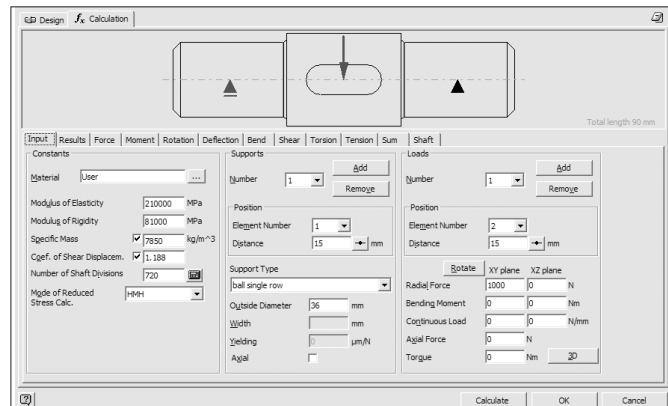 Design fx Calculation
Total length 90 mm
Input Results Force Moment Rotation Deflection Bend Shear Torsion Tension Sum Shaft
Constants
Material User ...
Modulus of Elasticity 210000 MPa
Modulus of Rigidity 81000 MPa
Specific Mass 7850 kg/m^3
Coef. of Shear Displacem. 1.188
Number of Shaft Divisions 720
Mode of Reduced
Stress Calc. HMH
Supports
Number 1 Add
Remove
Position
Element Number 1
Distance 15 mm
Support Type
ball single row
Outside Diameter 36 mm
Width mm
Yielding 0 μm/N
Axial
Loads
Number 1 Add
Remove
Position
Element Number 2
Distance 15 mm
Rotate XY plane XZ plane
Radial Force 1000 0 N
Bending Moment 0 0 Nm
Continuous Load 0 0 N/mm
Axial Force 0 N
Torque 0 Nm 3D
? Calculate OK Cancel